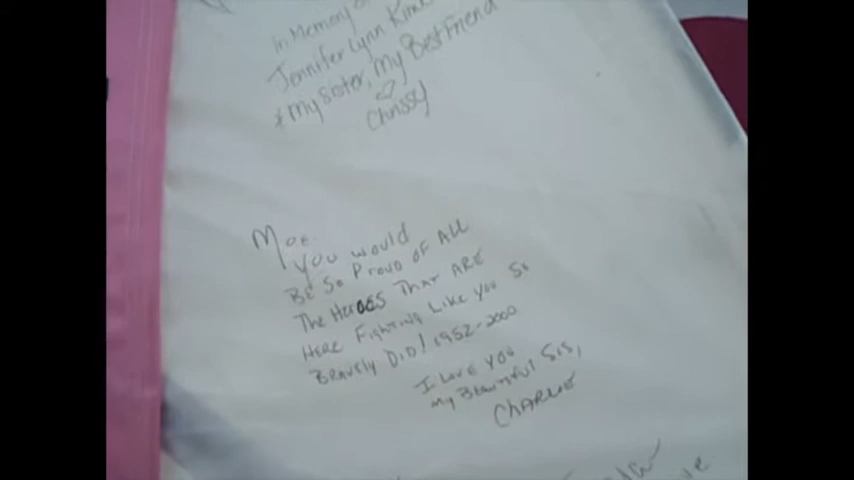 In Memory of
Jennifer Lynn
* My Sister, My Best Friend
♡
Chrissy
Moe
You would
BE So PROUD OF ALL
The HeROES THAT ARE
HERE FIGHTING LIKE YOU So
BRAVELY DID! 1952-2000
I LOVE YOU
MY BEAUTIFUL SIS,
CHARLIE